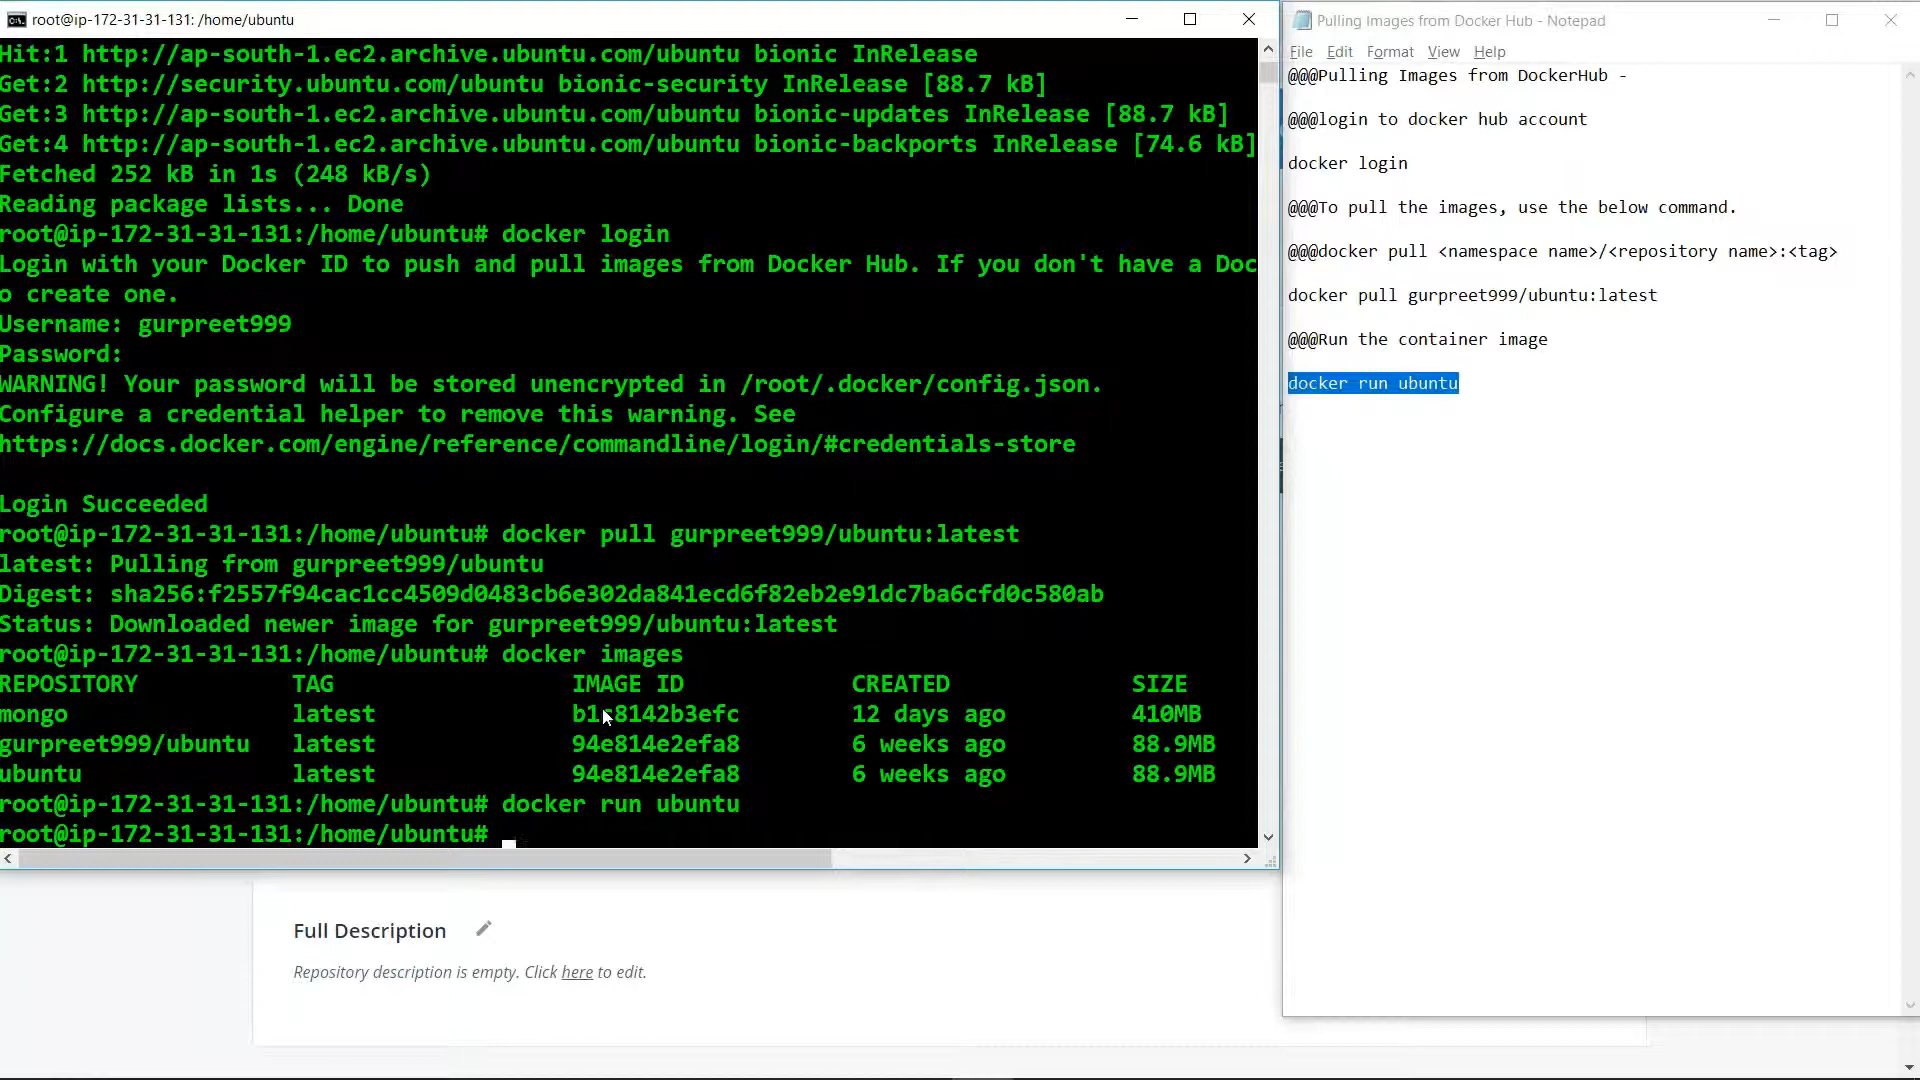 root@ip-172-31-31-131: /home/ubuntu
Hit:1 http://ap-south-1.ec2.archive.ubuntu.com/ubuntu bionic InRelease
Get:2 http://security.ubuntu.com/ubuntu bionic-security InRelease [88.7 kB]
Get:3 http://ap-south-1.ec2.archive.ubuntu.com/ubuntu bionic-updates InRelease [88.7 kB]
Get:4 http://ap-south-1.ec2.archive.ubuntu.com/ubuntu bionic-backports InRelease [74.6 kB]
Fetched 252 kB in 1s (248 kB/s)
Reading package lists... Done
root@ip-172-31-31-131:/home/ubuntu# docker login
Login with your Docker ID to push and pull images from Docker Hub. If you don't have a Doc
o create one.
Username: gurpreet999
Password:
WARNING! Your password will be stored unencrypted in /root/.docker/config.json.
Configure a credential helper to remove this warning. See
https://docs.docker.com/engine/reference/commandline/login/#credentials-store
Login Succeeded
root@ip-172-31-31-131:/home/ubuntu# docker pull gurpreet999/ubuntu:latest
latest: Pulling from gurpreet999/ubuntu
Digest: sha256:f2557f94cac1cc4509d0483cb6e302da841ecd6f82eb2e91dc7ba6cfd0c580ab
Status: Downloaded newer image for gurpreet999/ubuntu:latest
root@ip-172-31-31-131:/home/ubuntu# docker images
REPOSITORY TAG IMAGE ID CREATED SIZE
mongo latest 12 days ago 410MB
gurpreet999/ubuntu latest 94e814e2efa8 6 weeks ago 88.9MB
ubuntu latest 94e814e2efa8 6 weeks ago 88.9MB
root@ip-172-31-31-131:/home/ubuntu# docker run ubuntu
root@ip-172-31-31-131:/home/ubuntu#
Full Description
Repository description is empty. Click here to edit.
Pulling Images from Docker Hub - Notepad
File Edit Format View Help
@@@Pulling Images from DockerHub -
@@@login to docker hub account
docker login
@@@To pull the images, use the below command.
@@@docker pull <namespace name>/<repository name>:<tag>
docker pull gurpreet999/ubuntu:latest
@@@Run the container image
docker run ubuntu